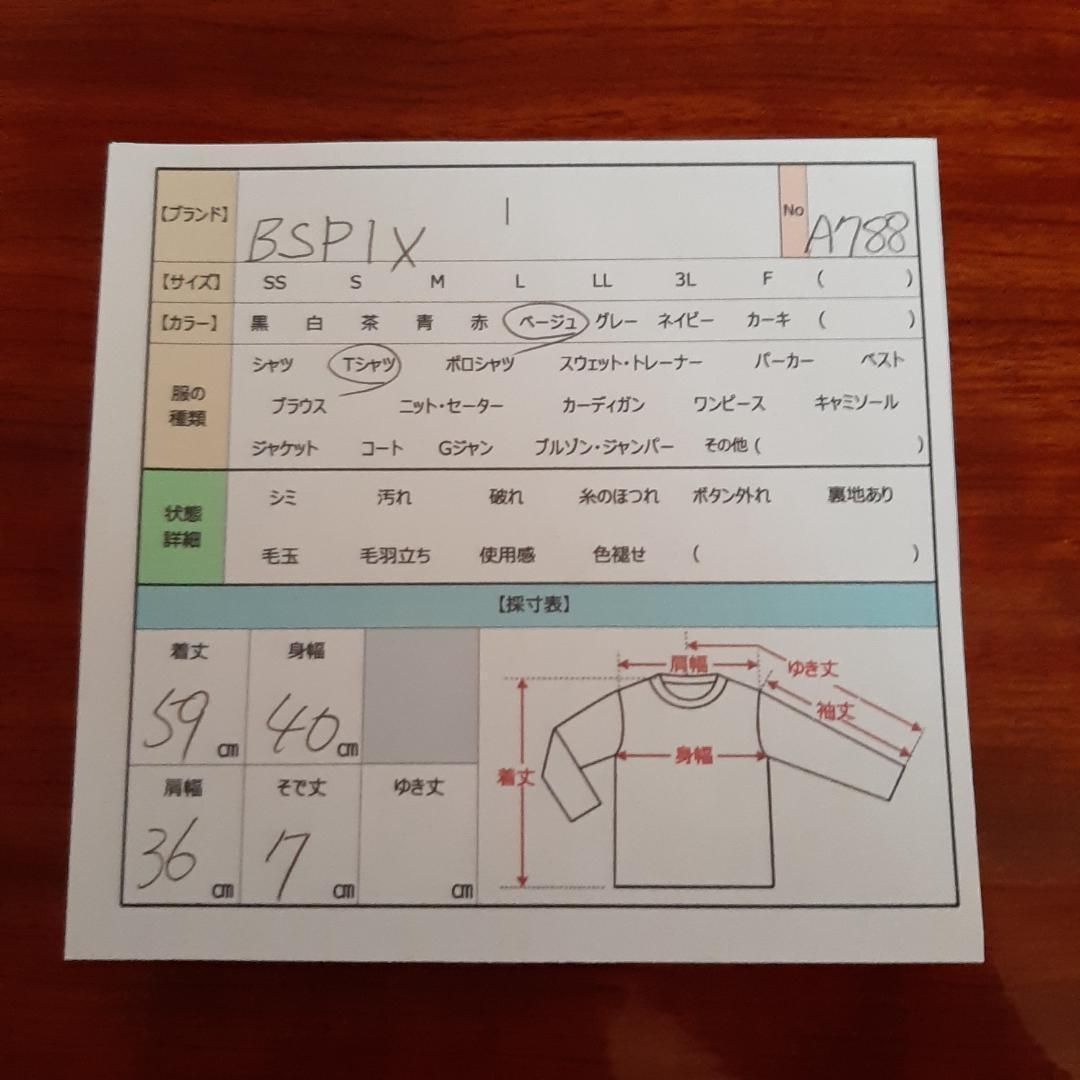 【ブランド】 BSPIX No A788
【サイズ】 SS S M L LL 3L F ( )
【カラー】 黒 白 茶 青 赤 ベージュ グレー ネイビー カーキ ( )
服の種類
シャツ Tシャツ ポロシャツ スウェット・トレーナー パーカー ベスト
ブラウス ニット・セーター カーディガン ワンピース キャミソール
ジャケット コート Gジャン ブルゾン・ジャンパー その他 ( )
状態詳細
シミ 汚れ 破れ 糸のほつれ ボタン外れ 裏地あり
毛玉 毛羽立ち 使用感 色褪せ ( )
【採寸表】
着丈 身幅
59 cm 40 cm
肩幅 そで丈 ゆき丈
36 cm 7 cm cm
肩幅 ゆき丈
袖丈
身幅
着丈